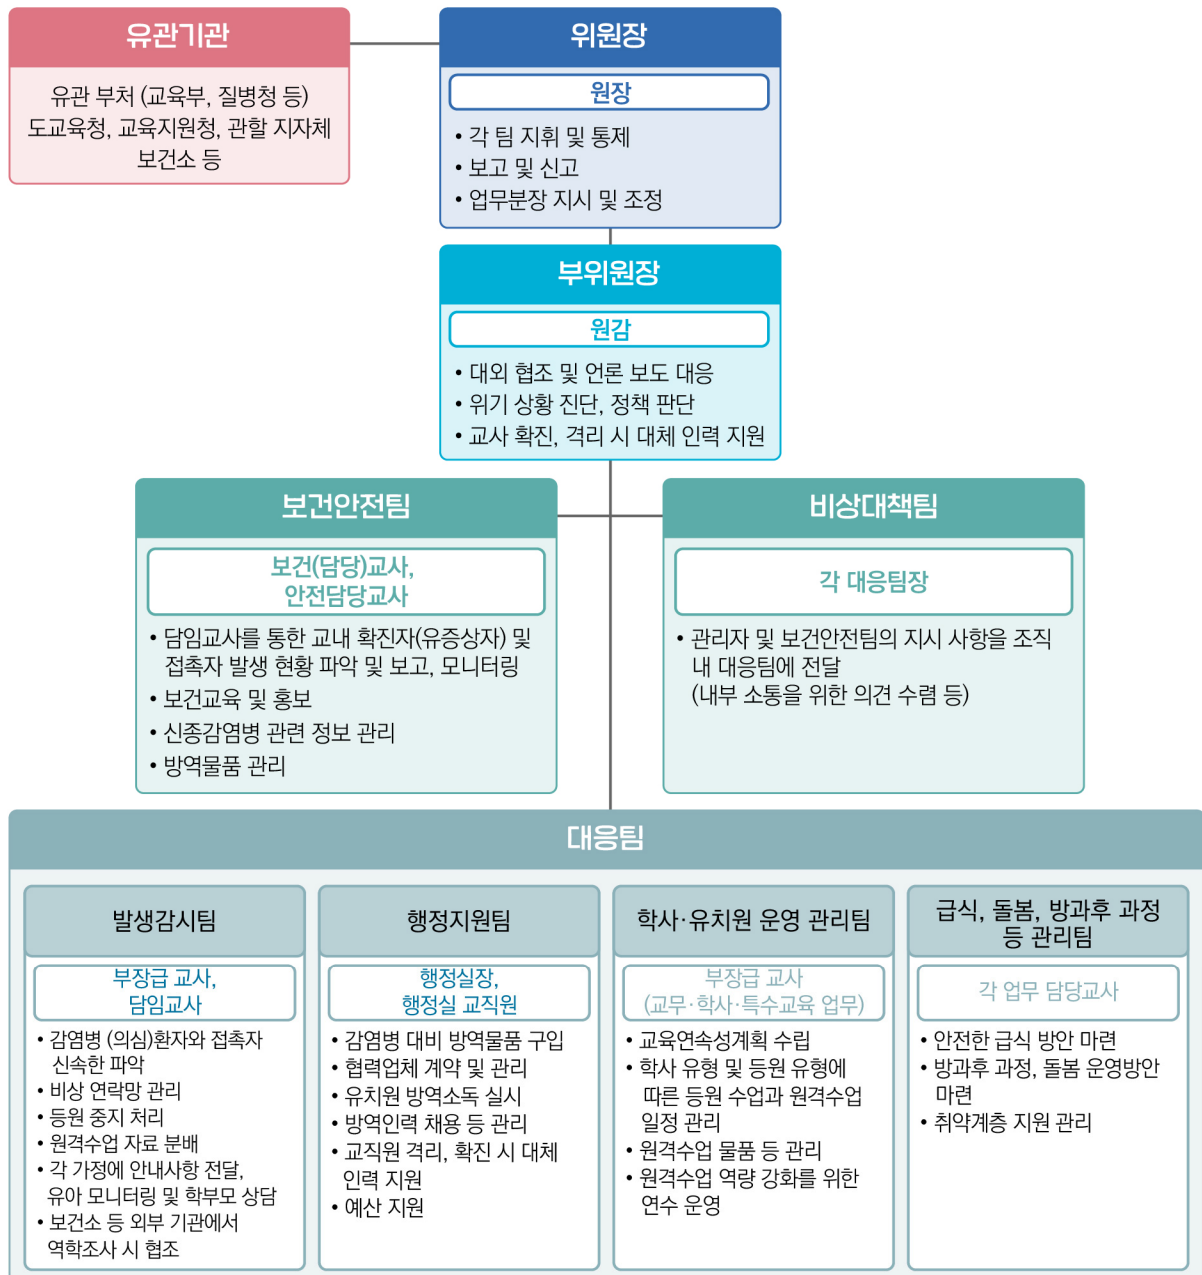 유관기관
유관 부처 (교육부, 질병청 등)
도교육청, 교육지원청, 관할 지자체
보건소 등
위원장
원장
• 각 팀 지휘 및 통제
• 보고 및 신고
• 업무분장 지시 및 조정
부위원장
원감
• 대외 협조 및 언론 보도 대응
• 위기 상황 진단, 정책 판단
• 교사 확진, 격리 시 대체 인력 지원
보건안전팀
보건(담당)교사,
안전담당교사
• 담임교사를 통한 교내 확진자(유증상자) 및
접촉자 발생 현황 파악 및 보고, 모니터링
• 보건교육 및 홍보
• 신종감염병 관련 정보 관리
• 방역물품 관리
비상대책팀
각 대응팀장
• 관리자 및 보건안전팀의 지시 사항을 조직
내 대응팀에 전달
(내부 소통을 위한 의견 수렴 등)
대응팀
발생감시팀
부장급 교사,
담임교사
• 감염병 (의심)환자와 접촉자
신속한 파악
• 비상 연락망 관리
• 등원 중지 처리
• 원격수업 자료 분배
• 각 가정에 안내사항 전달,
유아 모니터링 및 학부모 상담
• 보건소 등 외부 기관에서
역학조사 시 협조
행정지원팀
행정실장,
행정실 교직원
• 감염병 대비 방역물품 구입
• 협력업체 계약 및 관리
• 유치원 방역소독 실시
• 방역인력 채용 등 관리
• 교직원 격리, 확진 시 대체
인력 지원
• 예산 지원
학사·유치원 운영 관리팀
부장급 교사
(교무·학사·특수교육 업무)
• 교육연속성계획 수립
• 학사 유형 및 등원 유형에
따른 등원 수업과 원격수업
일정 관리
• 원격수업 물품 등 관리
• 원격수업 역량 강화를 위한
연수 운영
급식, 돌봄, 방과후 과정
등 관리팀
각 업무 담당교사
• 안전한 급식 방안 마련
• 방과후 과정, 돌봄 운영방안
마련
• 취약계층 지원 관리